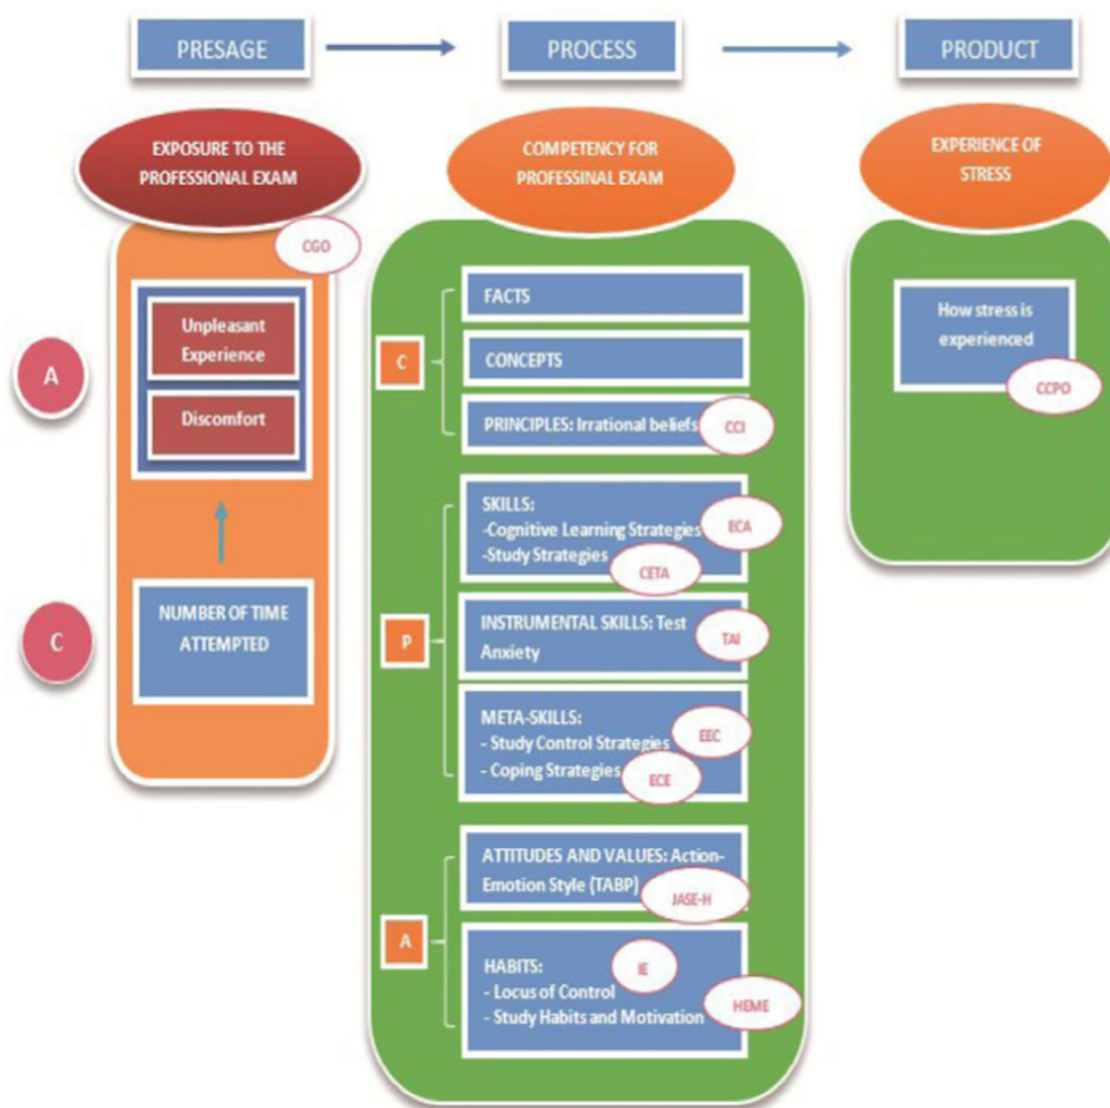 PRESAGE
PROCESS
PRODUCT
EXPOSURE TO THE
PROFESSIONAL EXAM
COMPETENCY FOR
PROFESSINAL EXAM
EXPERIENCE OF
STRESS
CGO
Unpleasant
Experience
Discomfort
A
NUMBER OF TIME
ATTEMPTED
C
C
FACTS
CONCEPTS
PRINCIPLES: Irrational beliefs
CCI
P
SKILLS:
-Cognitive Learning Strategies
ECA
-Study Strategies
CETA
INSTRUMENTAL SKILLS: Test
Anxiety
TAI
META-SKILLS:
- Study Control Strategies
EEC
- Coping Strategies
ECE
A
ATTITUDES AND VALUES: Action-
Emotion Style (TABP)
JASE-H
HABITS:
IE
- Locus of Control
- Study Habits and Motivation
HEME
How stress is
experienced
CCPO